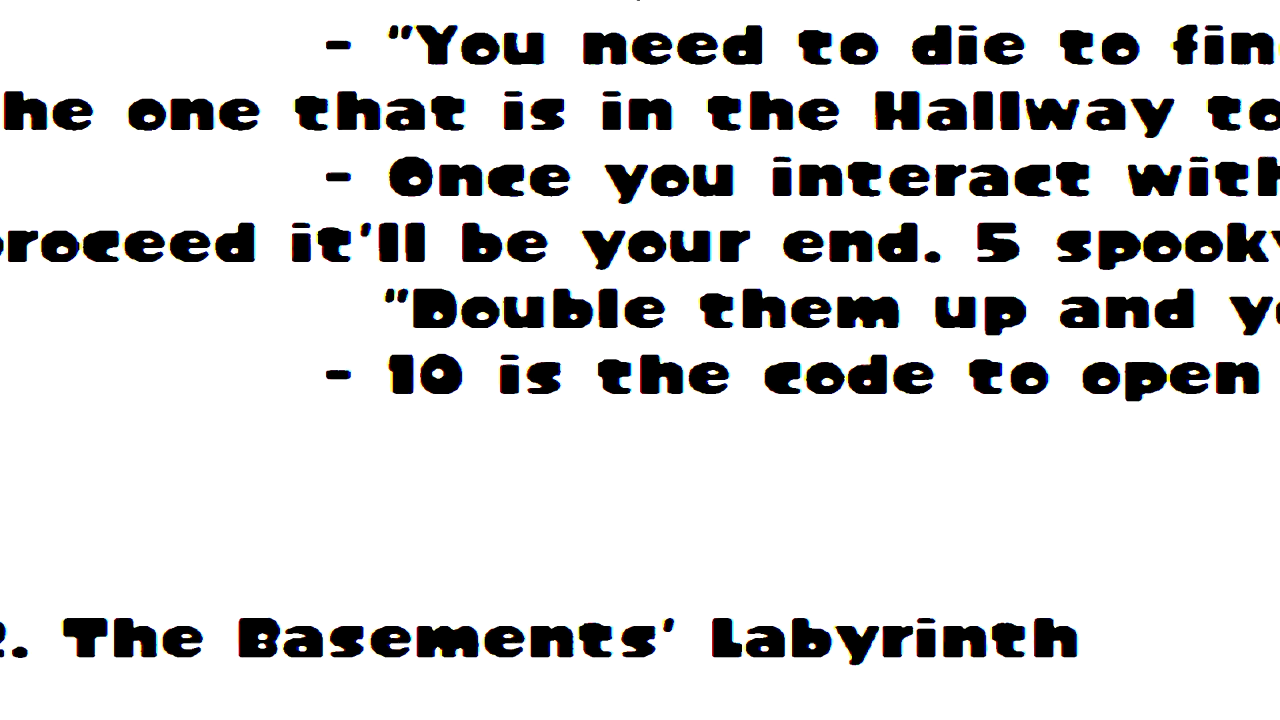 - "You need to die to fin
he one that is in the Hallway to
- Once you interact with
proceed it'll be your end. 5 spooky
"Double them up and yo
- 10 is the code to open
2. The Basements' Labyrinth